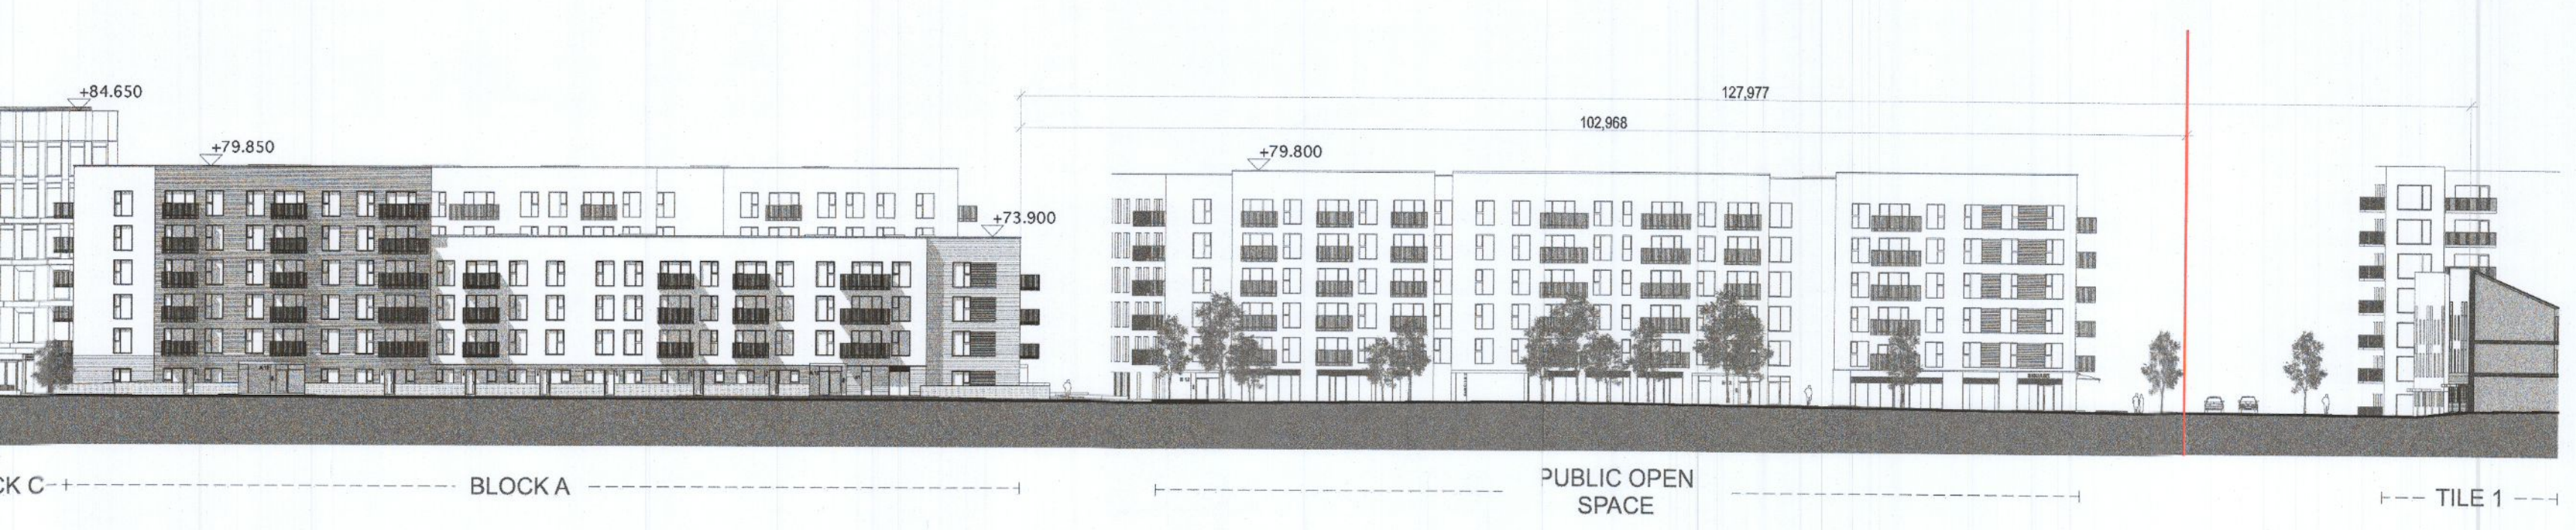 +84.650
+79.850
+73.900
127,977
102,968
+79.800
CK C
BLOCK A
PUBLIC OPEN
SPACE
TILE 1